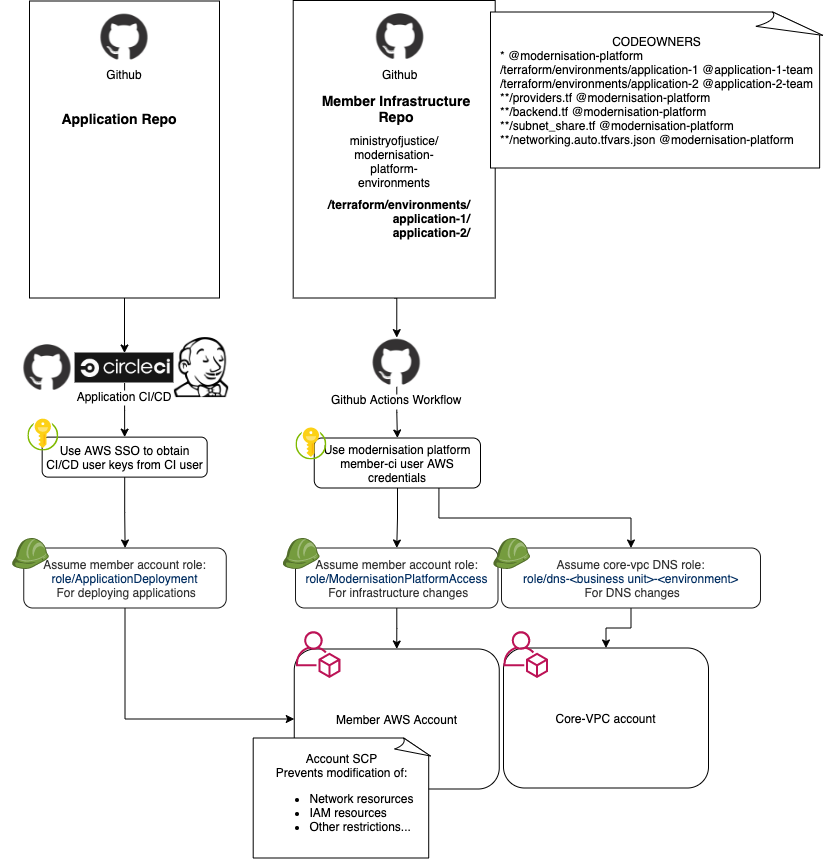 Github
Application Repo
Github
Member Infrastructure
Repo
ministryofjustice/
modernisation-
platform-
environments
/terraform/environments/
application-1/
application-2/
CODEOWNERS
* @modernisation-platform
/terraform/environments/application-1 @application-1-team
/terraform/environments/application-2 @application-2-team
**/providers.tf @modernisation-platform
**/backend.tf @modernisation-platform
**/subnet_share.tf @modernisation-platform
**/networking.auto.tfvars.json @modernisation-platform
circleci
Application CI/CD
Github Actions Workflow
Use AWS SSO to obtain
CI/CD user keys from CI user
Use modernisation platform
member-ci user AWS
credentials
Assume member account role:
role/ApplicationDeployment
For deploying applications
Assume member account role:
role/ModernisationPlatformAccess
For infrastructure changes
Assume core-vpc DNS role:
role/dns-<business unit>-<environment>
For DNS changes
Member AWS Account
Core-VPC account
Account SCP
Prevents modification of:
• Network resorurces
• IAM resources
• Other restrictions...